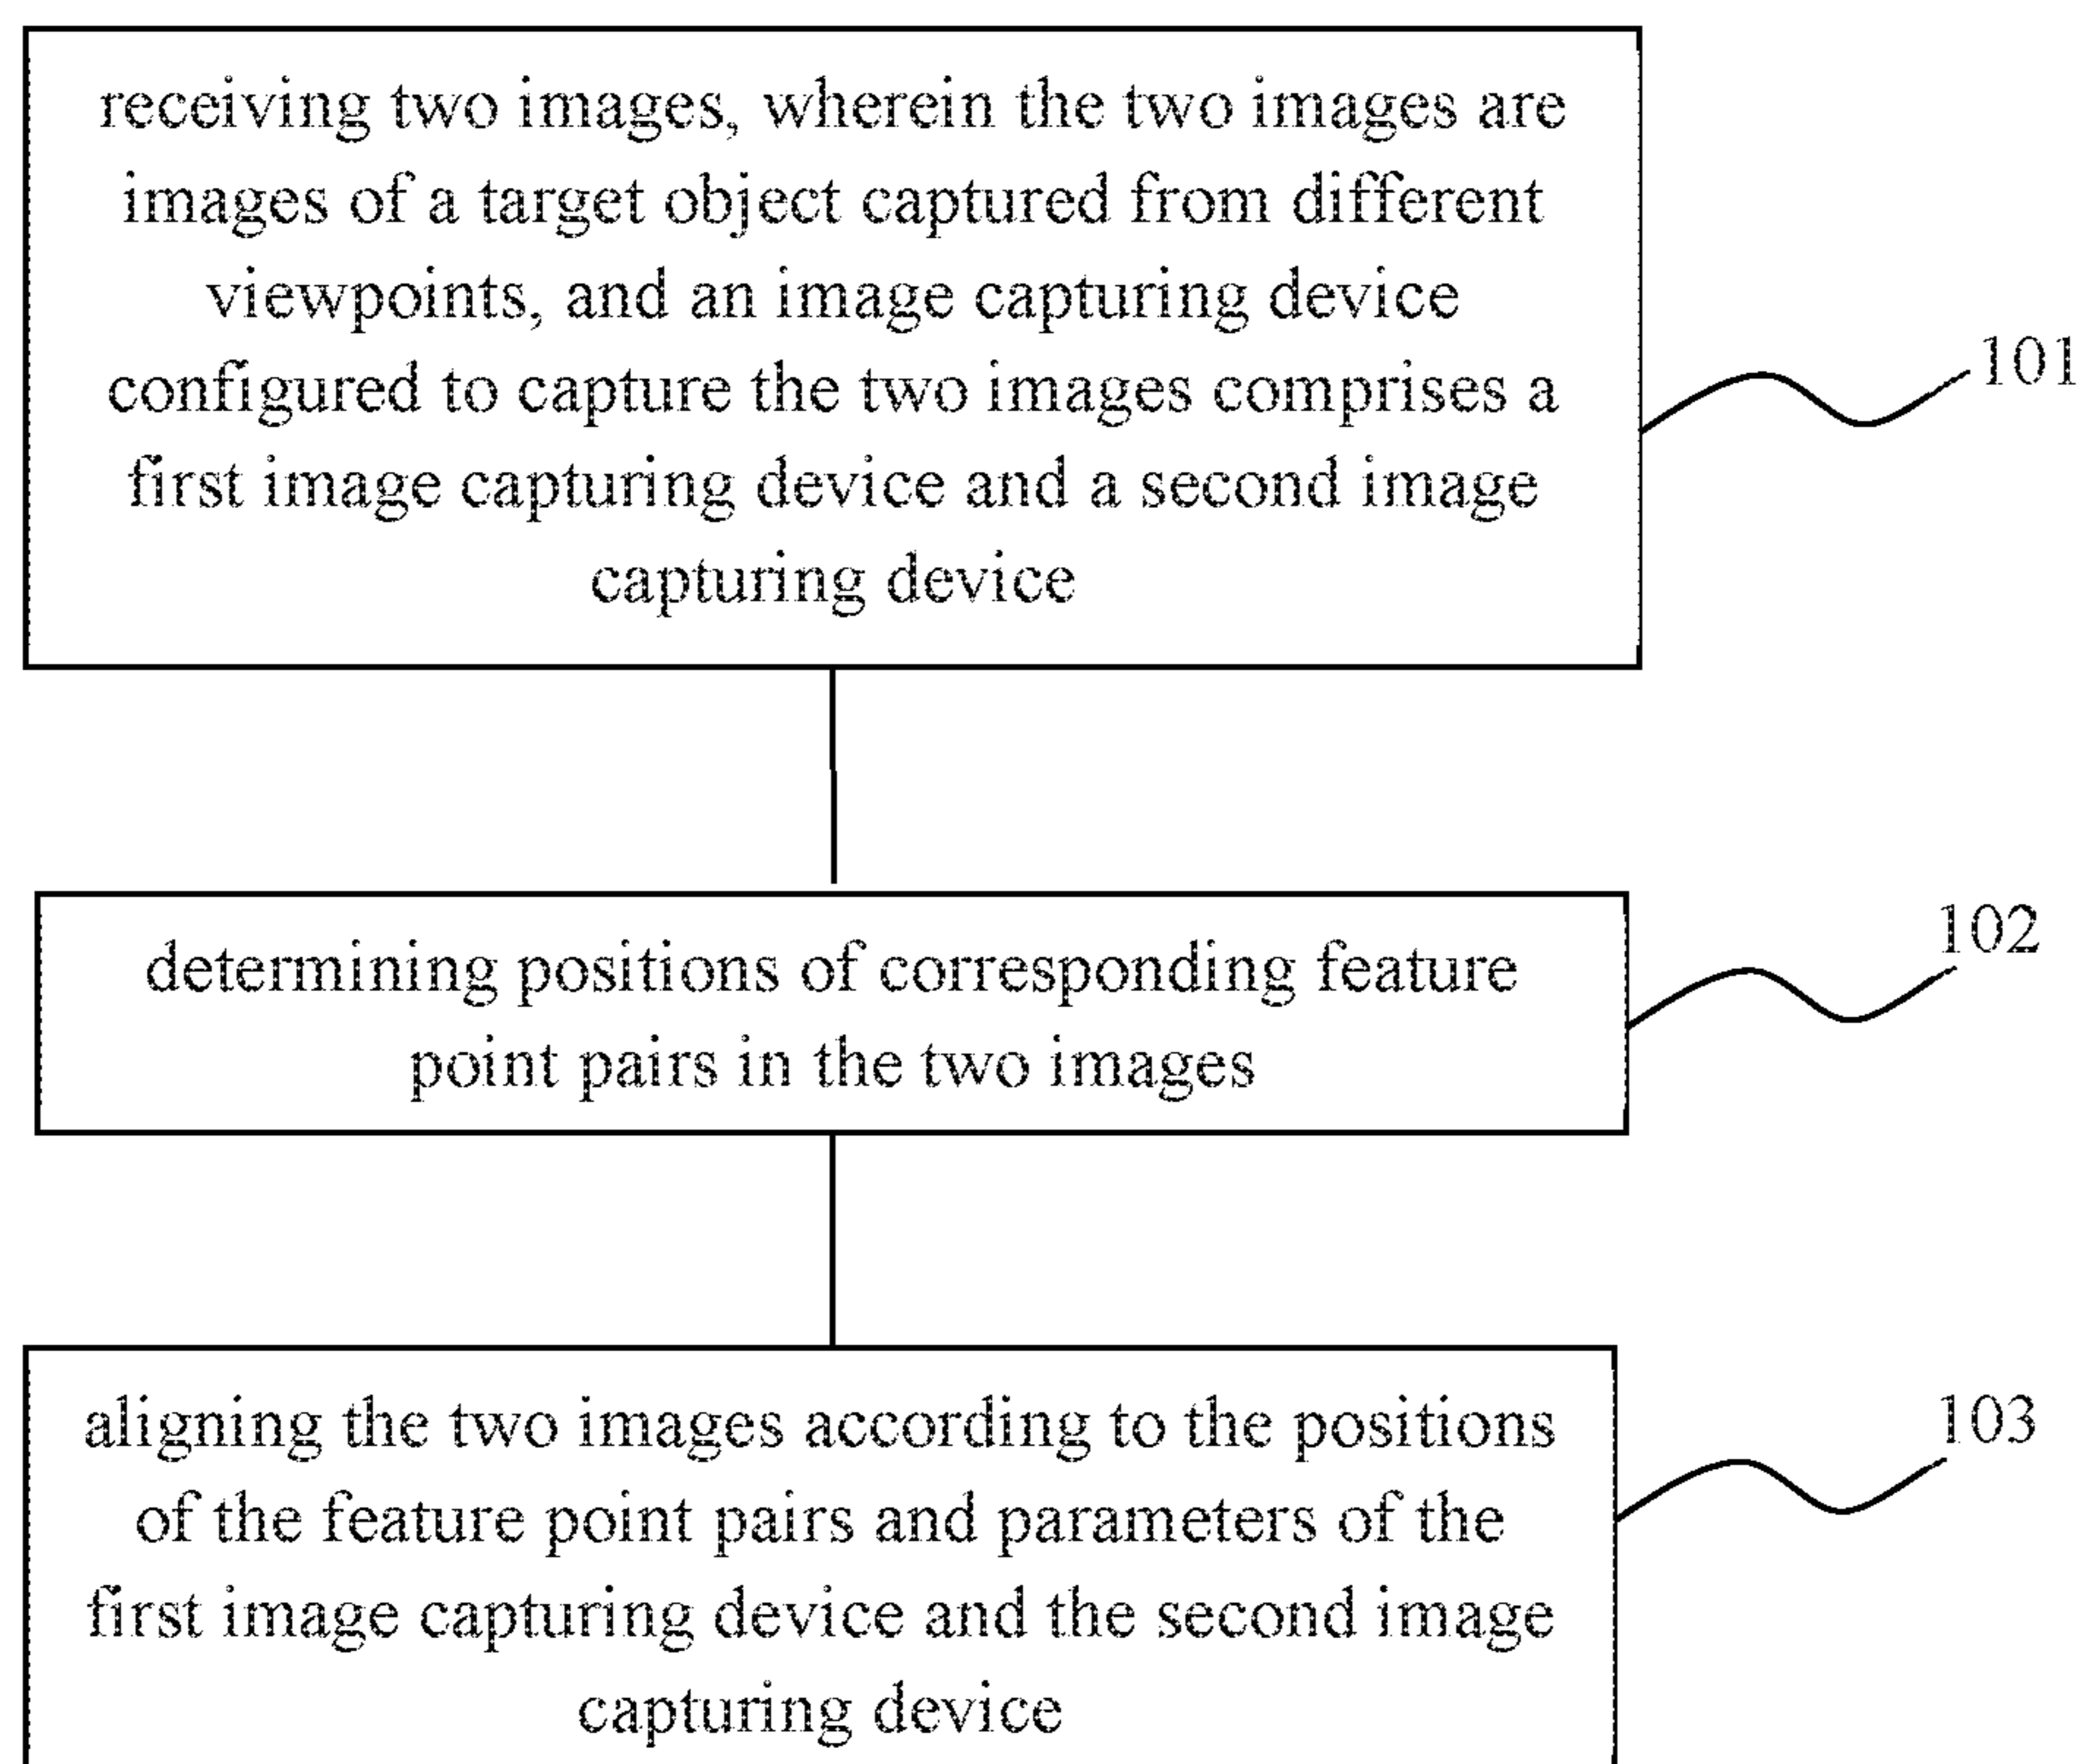 receiving two images, wherein the two images are
images of a target object captured from different
viewpoints, and an image capturing device
configured to capture the two images comprises a
first image capturing device and a second image
capturing device
101
determining positions of corresponding feature
point pairs in the two images
102
aligning the two images according to the positions
of the feature point pairs and parameters of the
first image capturing device and the second image
capturing device
103